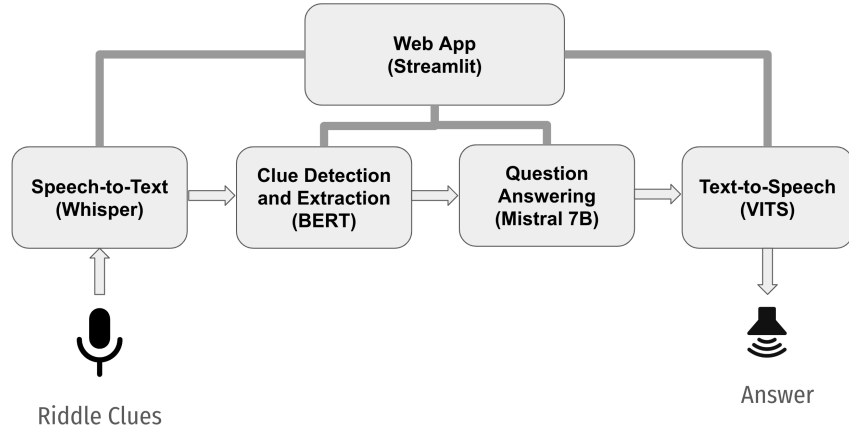 Web App
(Streamlit)
Speech-to-Text
(Whisper)
Clue Detection
and Extraction
(BERT)
Question
Answering
(Mistral 7B)
Text-to-Speech
(VITS)
Riddle Clues
Answer